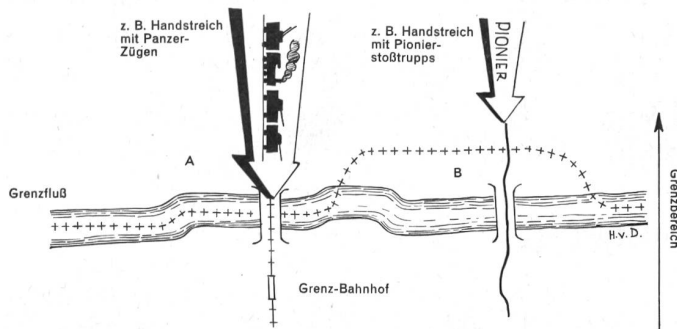 z. B. Handstreich
mit Panzer-
Zügen
z. B. Handstreich
mit Pionier-
stoßtrupps
PIONIER
A
B
Grenzfluß
Grenzbereich
H.v.D.
Grenz-Bahnhof